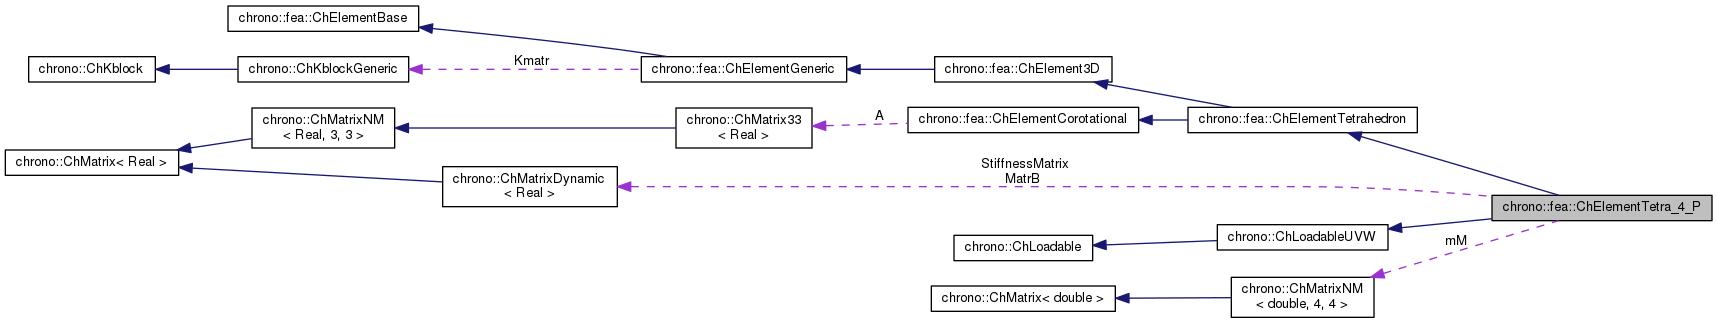 chrono::fea::ChElementBase
chrono::ChKblock
chrono::ChKblockGeneric
Kmatr
chrono::fea::ChElementGeneric
chrono::fea::ChElement3D
chrono::ChMatrixNM
< Real, 3, 3 >
chrono::ChMatrix33
< Real >
A
chrono::fea::ChElementCorotational
chrono::fea::ChElementTetrahedron
chrono::ChMatrix< Real >
chrono::ChMatrixDynamic
< Real >
StiffnessMatrix
MatrB
chrono::fea::ChElementTetra_4_P
chrono::ChLoadable
chrono::ChLoadableUVW
mM
chrono::ChMatrix< double >
chrono::ChMatrixNM
< double, 4, 4 >